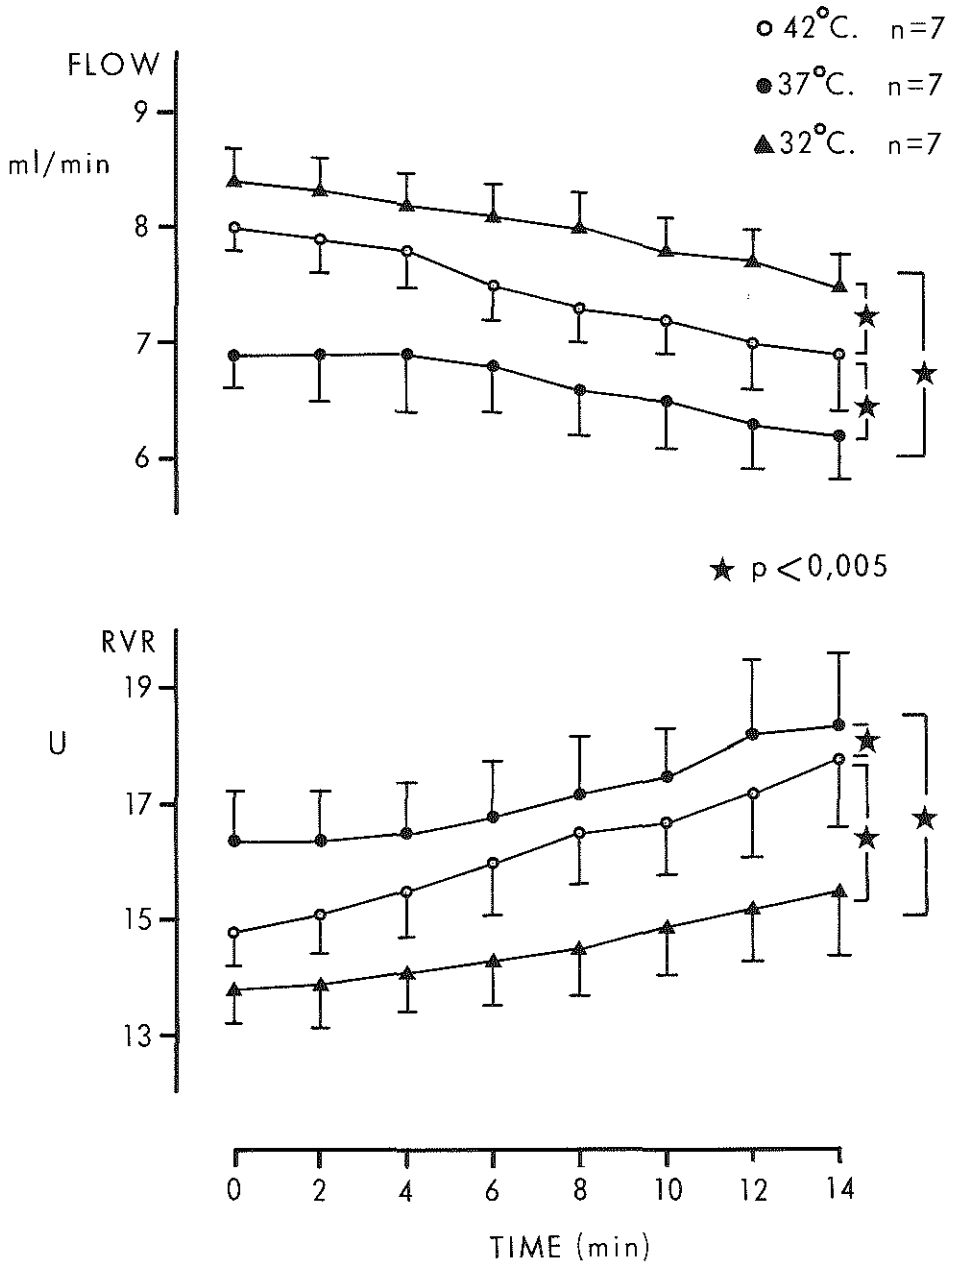 42°C. n=7
37°C. n=7
32°C. n=7
FLOW
ml/min
9
8
7
6
★ p<0,005
RVR
U
19
17
15
13
0 2 4 6 8 10 12 14
TIME (min)